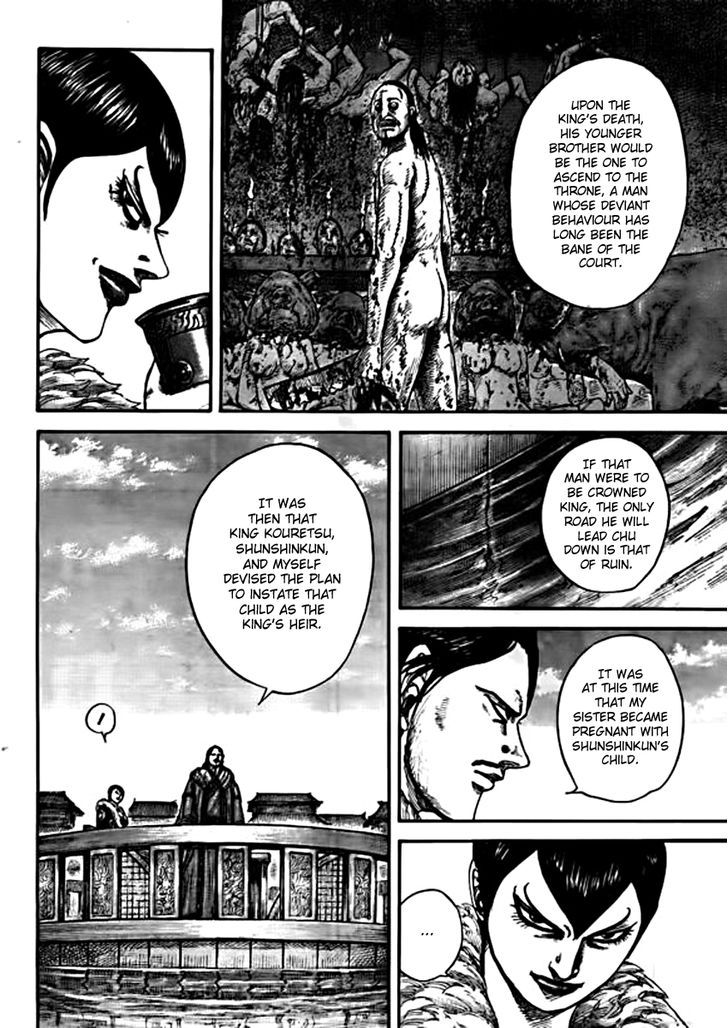 UPON THE
KING'S DEATH,
HIS YOUNGER
BROTHER WOULD
BE THE ONE TO
ASCEND TO THE
THRONE, A MAN
WHOSE DEVIANT
BEHAVIOUR HAS
LONG BEEN THE
BANE OF THE
COURT.
IF THAT
MAN WERE TO
BE CROWNED
KING, THE ONLY
ROAD HE WILL
LEAD CHU
DOWN IS THAT
OF RUIN.
IT WAS
AT THIS TIME
THAT MY
SISTER BECAME
PREGNANT WITH
SHUNSHINKUN'S
CHILD.
...
IT WAS
THEN THAT
KING KOURETSU,
SHUNSHINKUN,
AND MYSELF
DEVISED THE PLAN
TO INSTATE THAT
CHILD AS THE
KING'S HEIR.
!